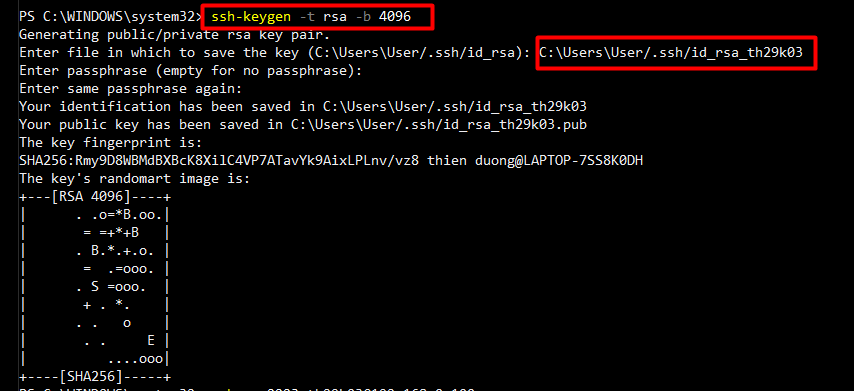 PS C:\WINDOWS\system32> ssh-keygen -t rsa -b 4096
Generating public/private rsa key pair.
Enter file in which to save the key (C:\Users\User/.ssh/id_rsa): C:\Users\User/.ssh/id_rsa_th29k03
Enter passphrase (empty for no passphrase):
Enter same passphrase again:
Your identification has been saved in C:\Users\User/.ssh/id_rsa_th29k03
Your public key has been saved in C:\Users\User/.ssh/id_rsa_th29k03.pub
The key fingerprint is:
SHA256:Rmy9D8WBMdBXBcK8XilC4VP7ATavYk9AixLPLnv/vz8 thien duong@LAPTOP-7SS8K0DH
The key's randomart image is:
+---[RSA 4096]----+
|      . .o=*B.oo.|
|       = =+*+B   |
|      . B.*.+.o. |
|       =  .=ooo. |
|      . S =ooo.  |
|       + . *.    |
|      . .   o    |
|       . .     E |
|          ....ooo|
+----[SHA256]-----+